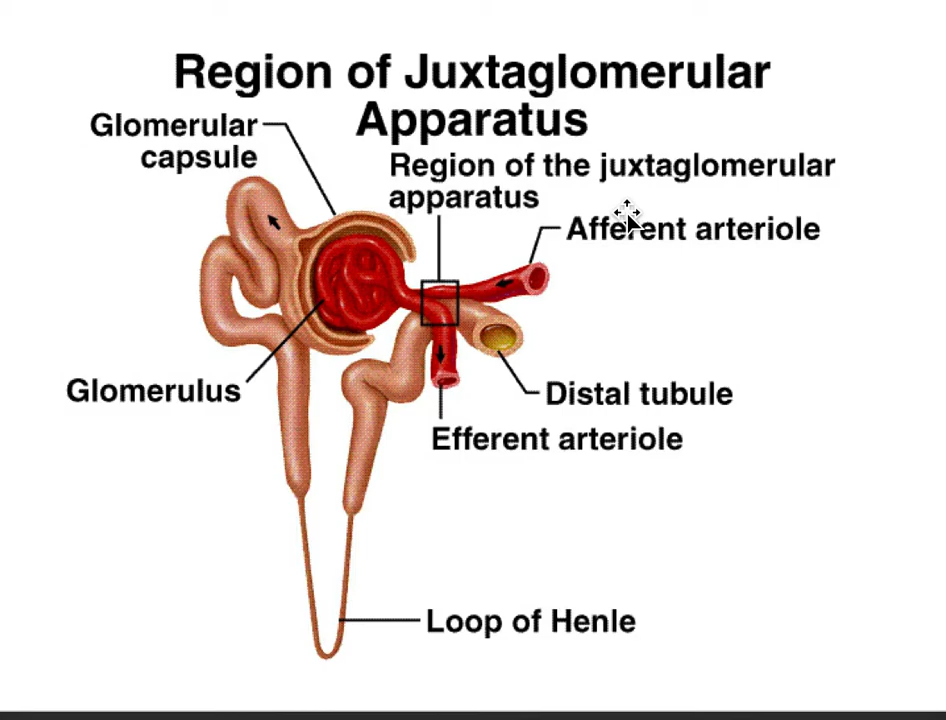 Region of Juxtaglomerular
Apparatus
Glomerular
capsule
Region of the juxtaglomerular
apparatus
Afferent arteriole
Glomerulus
Distal tubule
Efferent arteriole
Loop of Henle